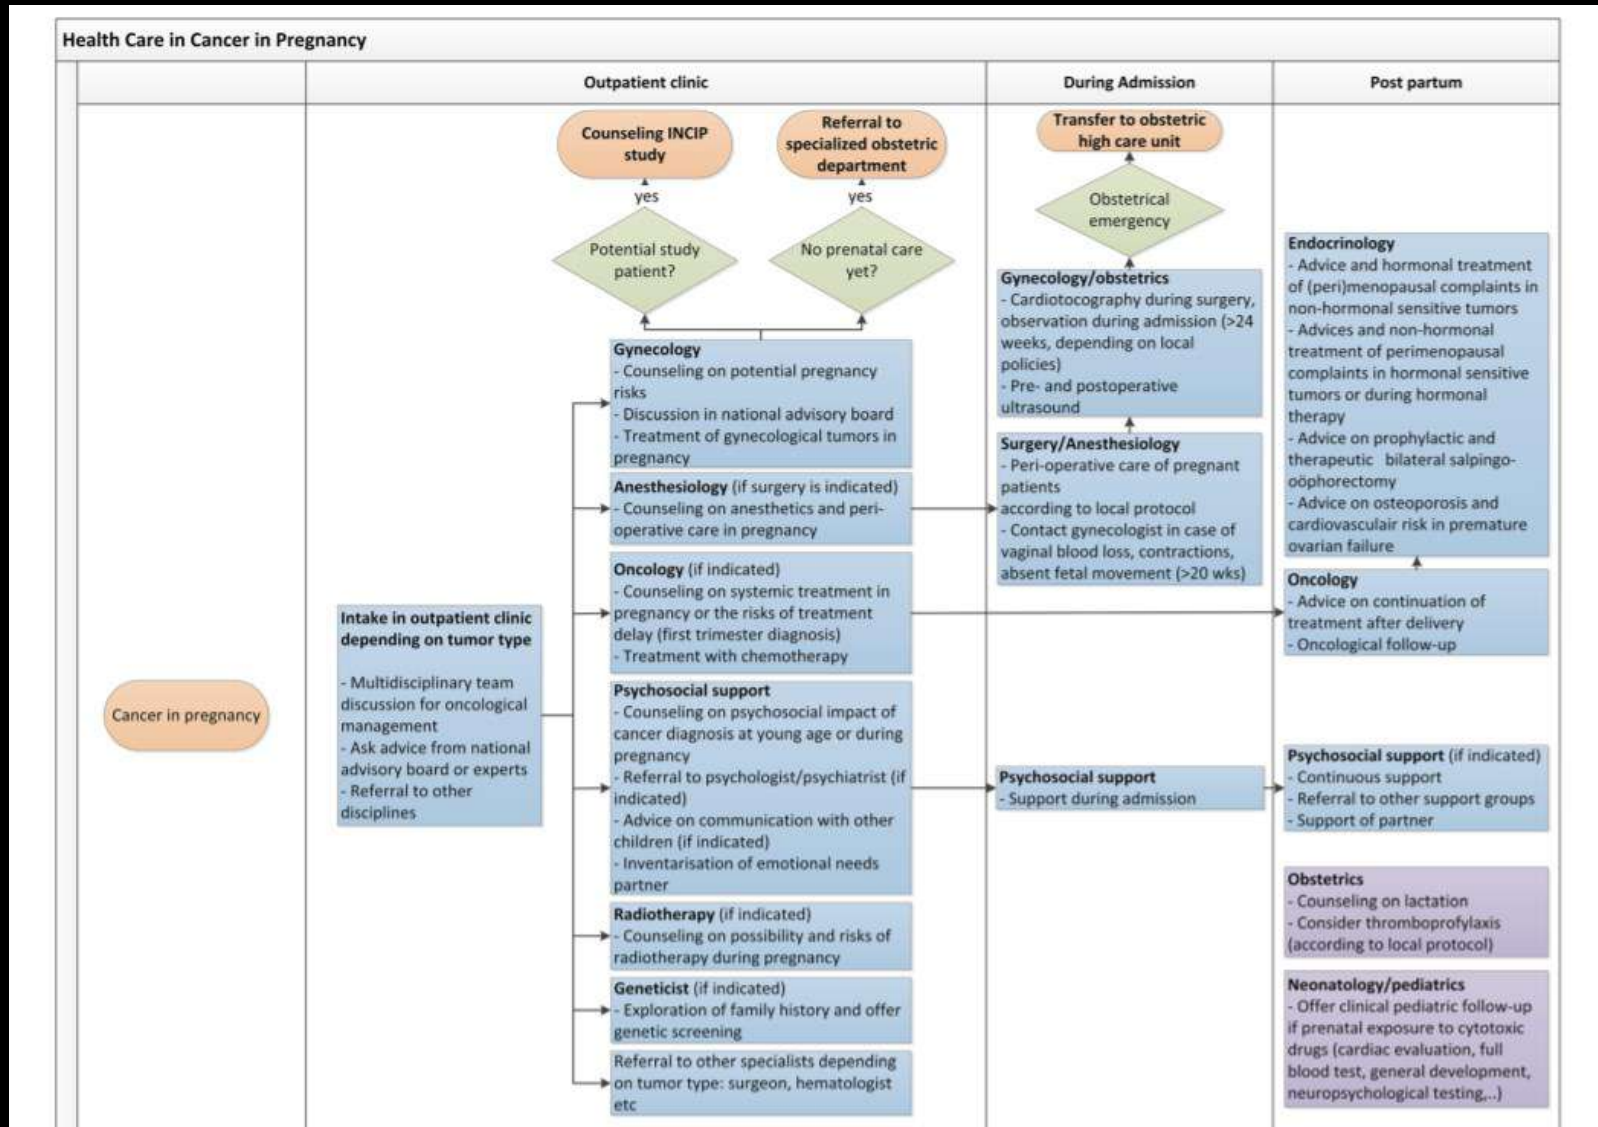 Health Care in Cancer in Pregnancy
Outpatient clinic
During Admission
Post partum
Cancer in pregnancy
Intake in outpatient clinic
depending on tumor type
- Multidisciplinary team
discussion for oncological
management
- Ask advice from national
advisory board or experts
- Referral to other
disciplines
Counseling INCIP
study
yes
Potential study
patient?
Referral to
specialized obstetric
department
yes
No prenatal care
yet?
Gynecology
- Counseling on potential pregnancy
risks
- Discussion in national advisory board
- Treatment of gynecological tumors in
pregnancy
Anesthesiology (if surgery is indicated)
- Counseling on anesthetics and peri-
operative care in pregnancy
Oncology (if indicated)
- Counseling on systemic treatment in
pregnancy or the risks of treatment
delay (first trimester diagnosis)
- Treatment with chemotherapy
Psychosocial support
- Counseling on psychosocial impact of
cancer diagnosis at young age or during
pregnancy
- Referral to psychologist/psychiatrist (if
indicated)
- Advice on communication with other
children (if indicated)
- Inventarisation of emotional needs
partner
Radiotherapy (if indicated)
- Counseling on possibility and risks of
radiotherapy during pregnancy
Geneticist (if indicated)
- Exploration of family history and offer
genetic screening
Referral to other specialists depending
on tumor type: surgeon, hematologist
etc
Transfer to obstetric
high care unit
Obstetrical
emergency
Gynecology/obstetrics
- Cardiotocography during surgery,
observation during admission (>24
weeks, depending on local
policies)
- Pre- and postoperative
ultrasound
Surgery/Anesthesiology
- Peri-operative care of pregnant
patients
according to local protocol
- Contact gynecologist in case of
vaginal blood loss, contractions,
absent fetal movement (>20 wks)
Psychosocial support
- Support during admission
Endocrinology
- Advice and hormonal treatment
of (peri)menopausal complaints in
non-hormonal sensitive tumors
- Advices and non-hormonal
treatment of perimenopausal
complaints in hormonal sensitive
tumors or during hormonal
therapy
- Advice on prophylactic and
therapeutic bilateral salpingo-
oöphorectomy
- Advice on osteoporosis and
cardiovasculair risk in premature
ovarian failure
Oncology
- Advice on continuation of
treatment after delivery
- Oncological follow-up
Psychosocial support (if indicated)
- Continuous support
- Referral to other support groups
- Support of partner
Obstetrics
- Counseling on lactation
- Consider thromboprofylaxis
(according to local protocol)
Neonatology/pediatrics
- Offer clinical pediatric follow-up
if prenatal exposure to cytotoxic
drugs (cardiac evaluation, full
blood test, general development,
neuropsychological testing,..)